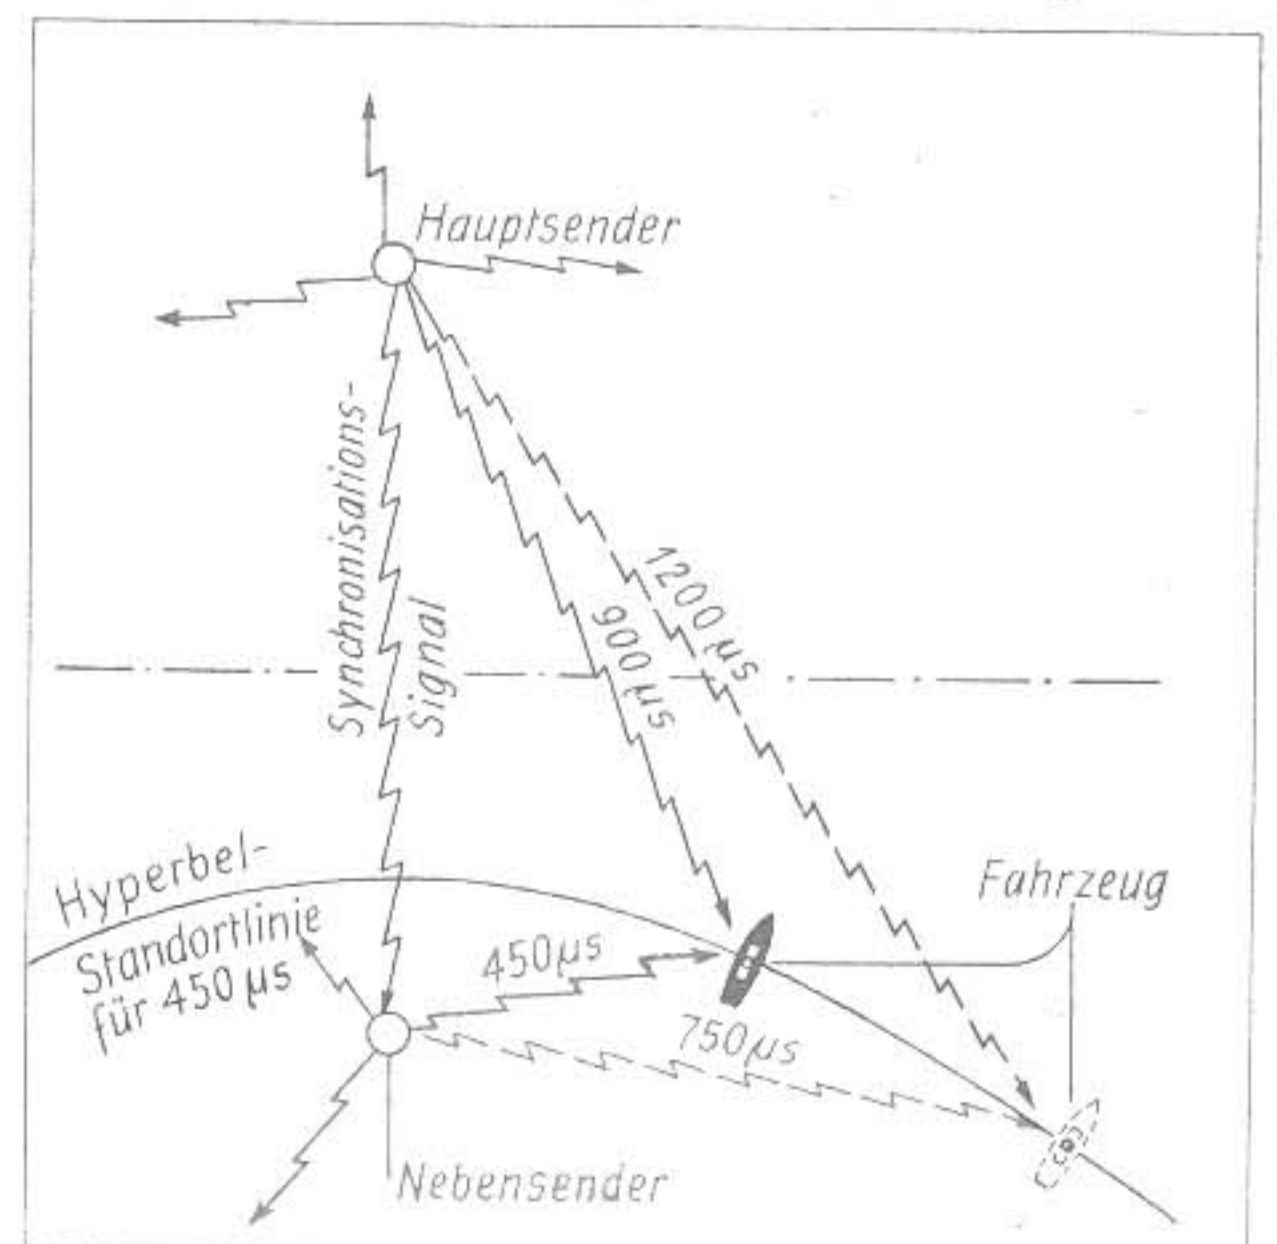 Hauptsender
Synchronisations-
Signal
1200 µs
900 µs
Hyperbel-
Standortlinie
für 450 µs
450µs
750µs
Fahrzeug
Nebensender